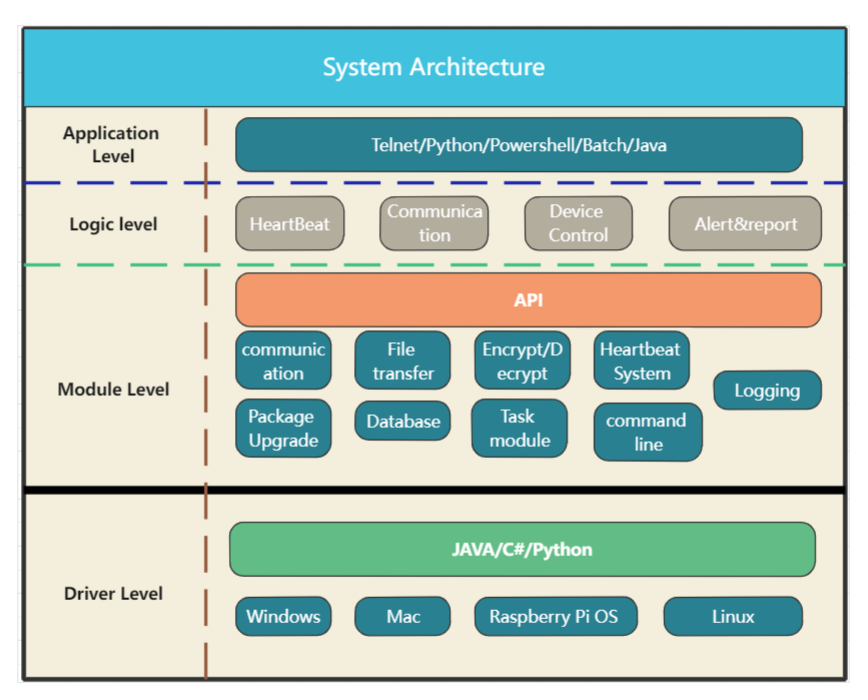 System Architecture
Application
Level
Telnet/Python/Powershell/Batch/Java
Logic level
HeartBeat
Communica
tion
Device
Control
Alert&report
Module Level
API
communic
ation
File
transfer
Encrypt/D
ecrypt
Heartbeat
System
Logging
Package
Upgrade
Database
Task
module
command
line
Driver Level
JAVA/C#/Python
Windows
Mac
Raspberry Pi OS
Linux